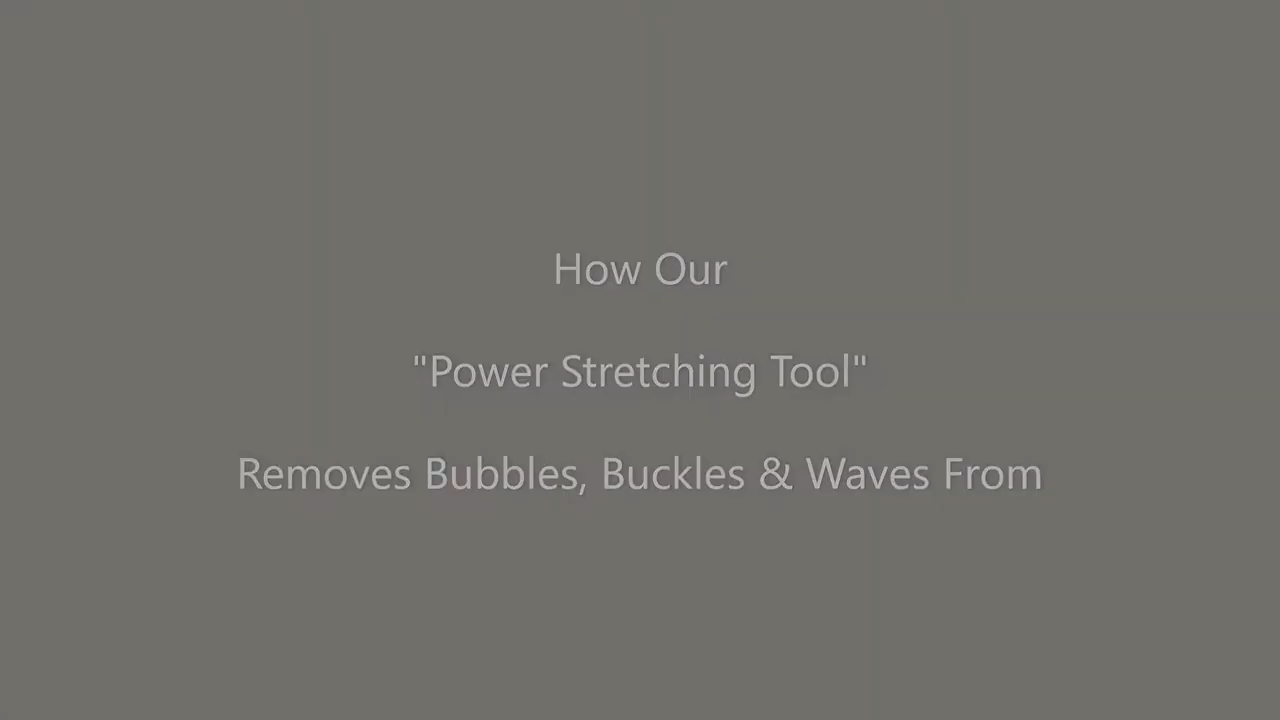 How Our
"Power Stretching Tool"
Removes Bubbles, Buckles & Waves From